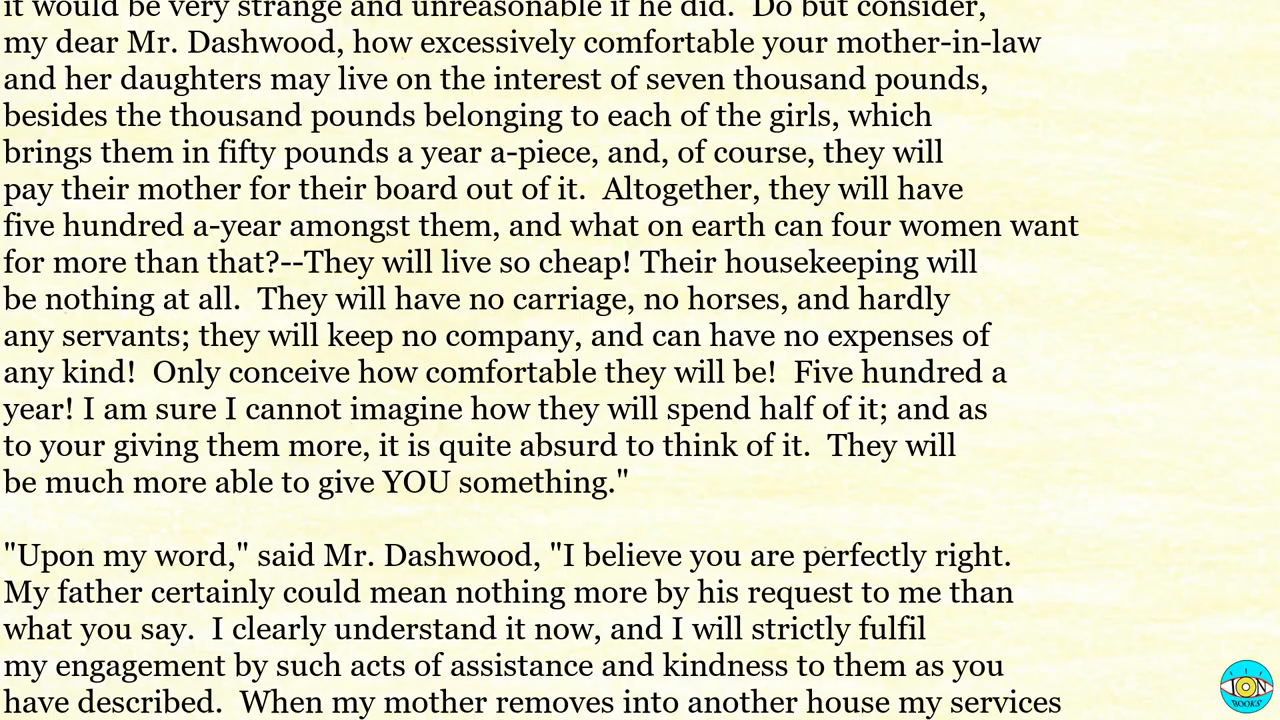 it would be very strange and unreasonable if he did.  Do but consider,
my dear Mr. Dashwood, how excessively comfortable your mother-in-law
and her daughters may live on the interest of seven thousand pounds,
besides the thousand pounds belonging to each of the girls, which
brings them in fifty pounds a year a-piece, and, of course, they will
pay their mother for their board out of it.  Altogether, they will have
five hundred a-year amongst them, and what on earth can four women want
for more than that?--They will live so cheap! Their housekeeping will
be nothing at all.  They will have no carriage, no horses, and hardly
any servants; they will keep no company, and can have no expenses of
any kind!  Only conceive how comfortable they will be!  Five hundred a
year! I am sure I cannot imagine how they will spend half of it; and as
to your giving them more, it is quite absurd to think of it.  They will
be much more able to give YOU something."

"Upon my word," said Mr. Dashwood, "I believe you are perfectly right.
My father certainly could mean nothing more by his request to me than
what you say.  I clearly understand it now, and I will strictly fulfil
my engagement by such acts of assistance and kindness to them as you
have described.  When my mother removes into another house my services
ION
BOOKS